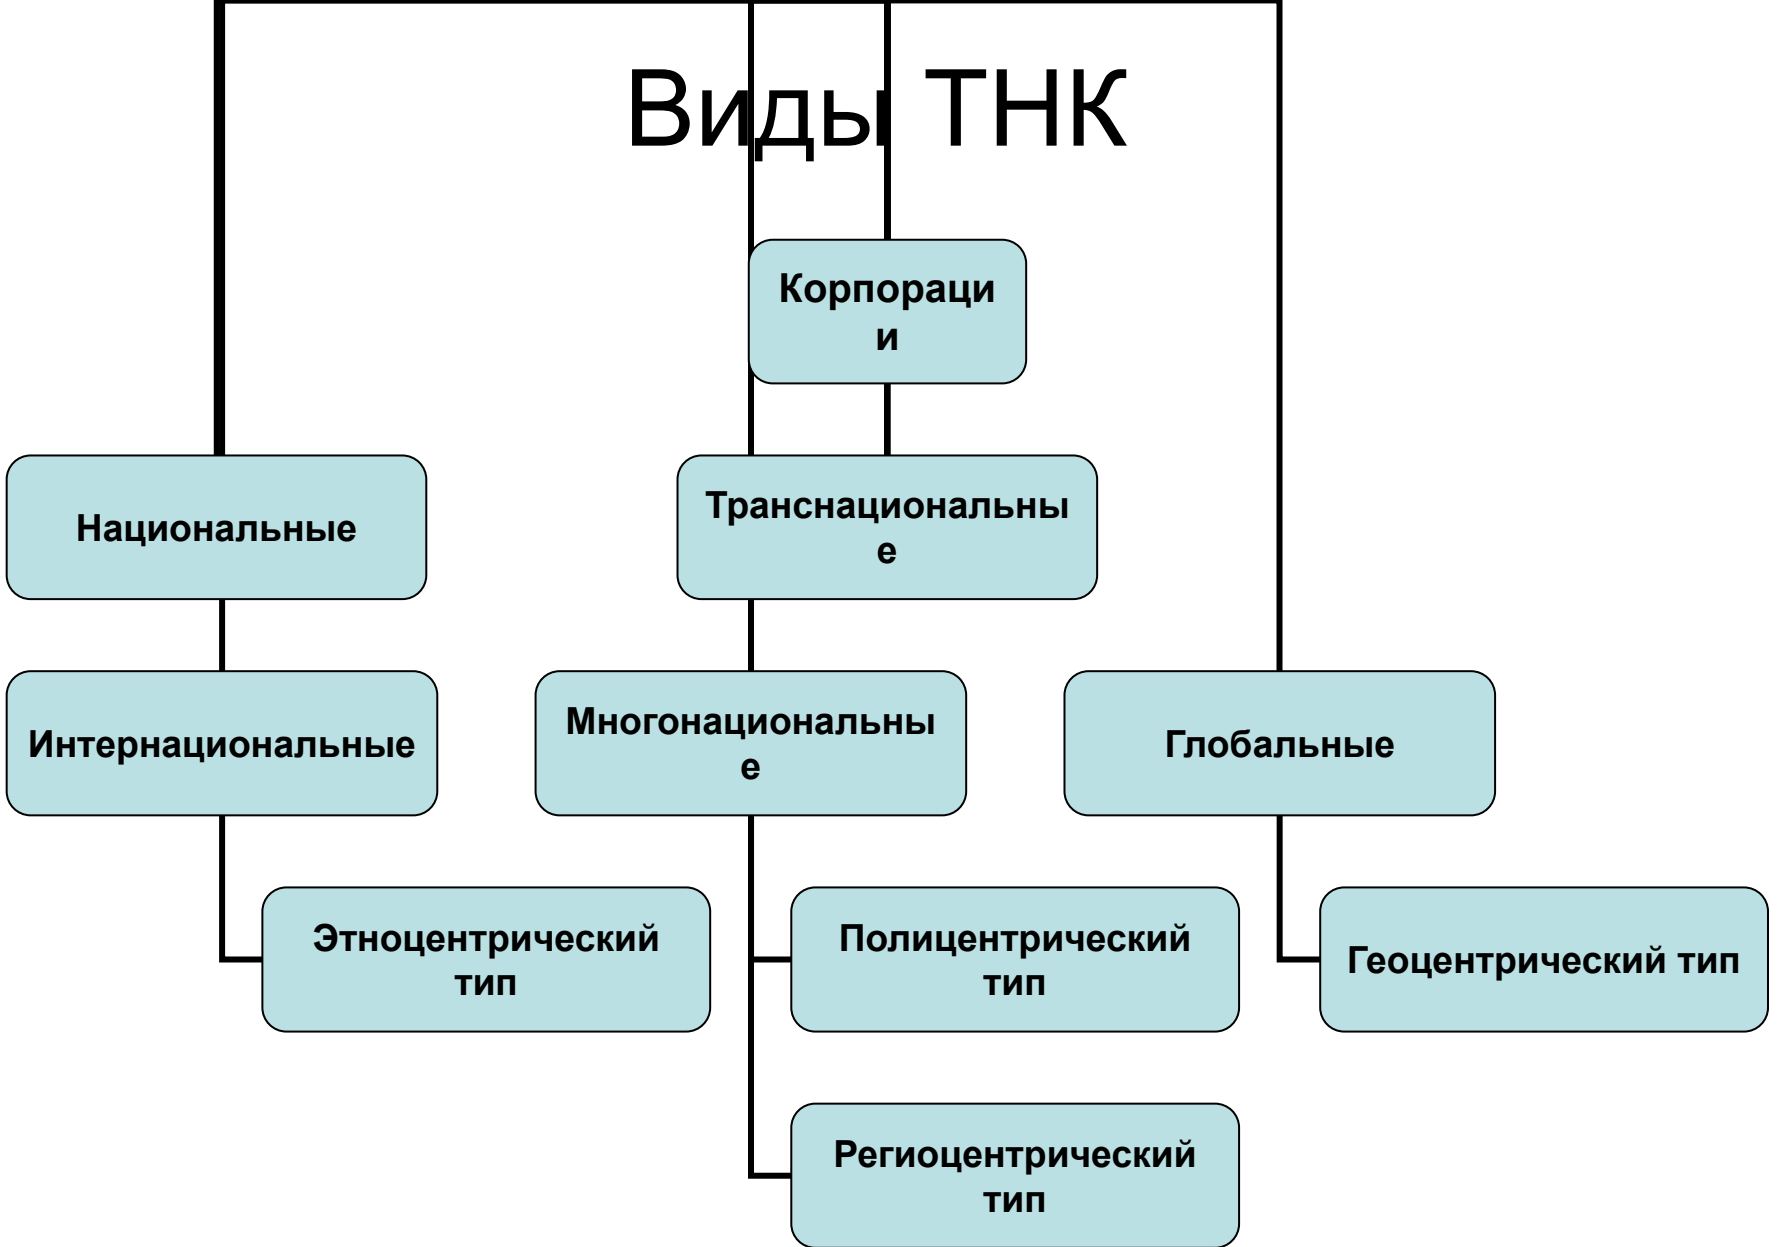 Виды ТНК
Корпораци
и
Национальные
Транснациональны
е
Интернациональные
Многонациональны
е
Глобальные
Этноцентрический
тип
Полицентрический
тип
Геоцентрический тип
Региоцентрический
тип